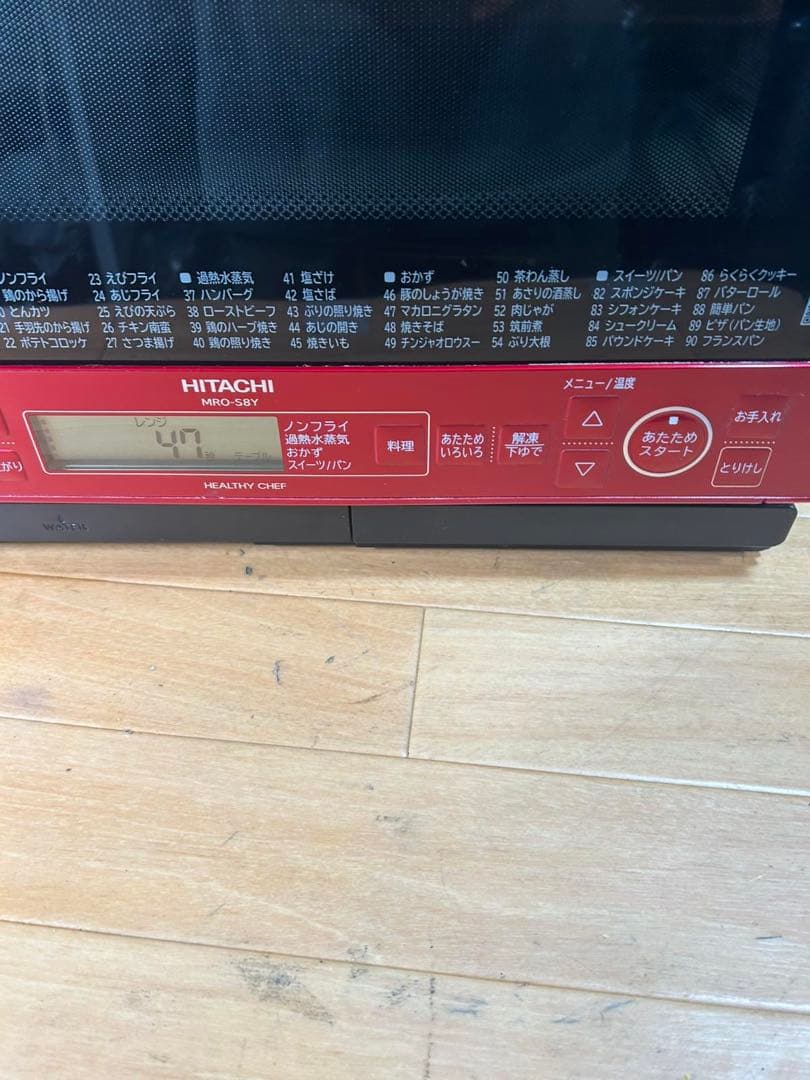 ノンフライ
鶏のから揚げ
とんカツ
21 手羽先のから揚げ
22 ポテトコロッケ
23 えびフライ
24 あじフライ
25 えびの天ぷら
26 チキン南蛮
27 さつま揚げ
過熱水蒸気
37 ハンバーグ
38 ローストビーフ
39 鶏のハーブ焼き
40 鶏の照り焼き
41 塩ざけ
42 塩さば
43 ぶりの照り焼き
44 あじの開き
45 焼きいも
おかず
46 豚のしょうが焼き
47 マカロニグラタン
48 焼きそば
49 チンジャオロウスー
50 茶わん蒸し
51 あさりの酒蒸し
52 肉じゃが
53 筑前煮
54 ぶり大根
スイーツ/パン
82 スポンジケーキ
83 シフォンケーキ
84 シュークリーム
85 パウンドケーキ
86 らくらくクッキー
87 バターロール
88 簡単パン
89 ピザ(パン生地)
90 フランスパン
HITACHI
MRO-S8Y
レンジ
47 秒
テーブル
ノンフライ
過熱水蒸気
おかず
スイーツ/パン
料理
あたため
いろいろ
解凍
下ゆで
メニュー/温度
△
▽
あたため
スタート
お手入れ
とりけし
がり
HEALTHY CHEF
WATER